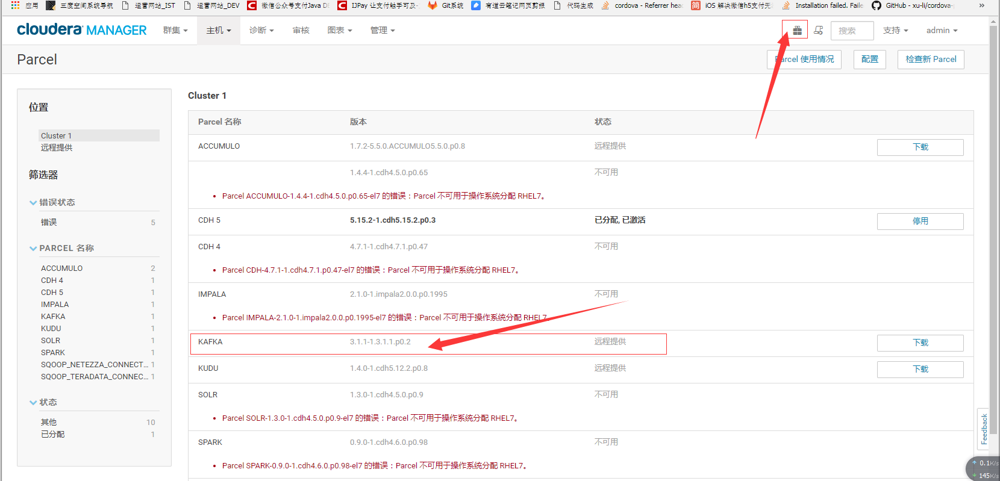 应用 三度空间系统导航 运营网站_IST 运营网站_DEV 微信公众号支付Java DE IJPay 让支付触手可及- Git系统 有道云笔记网页剪报 代码生成 cordova - Referrer hea iOS 解决微信h5支付无 Installation failed. Faile GitHub - xu-li/cordova- »
cloudera MANAGER 群集 主机 诊断 审核 图表 管理 搜索 支持 admin
Parcel Parcel 使用情况 配置 检查新 Parcel
位置
Cluster 1
远程提供
筛选器
错误状态
错误 5
PARCEL 名称
ACCUMULO 2
CDH 4 1
CDH 5 1
IMPALA 1
KAFKA 1
KUDU 1
SOLR 1
SPARK 1
SQOOP_NETEZZA_CONNECT... 1
SQOOP_TERADATA_CONNEC... 1
状态
其他 10
已分配 1
Cluster 1
Parcel 名称 版本 状态
ACCUMULO 1.7.2-5.5.0.ACCUMULO5.5.0.p0.8 远程提供 下载
1.4.4-1.cdh4.5.0.p0.65 不可用
• Parcel ACCUMULO-1.4.4-1.cdh4.5.0.p0.65-el7 的错误：Parcel 不可用于操作系统分配 RHEL7。
CDH 5 5.15.2-1.cdh5.15.2.p0.3 已分配, 已激活 停用
CDH 4 4.7.1-1.cdh4.7.1.p0.47 不可用
• Parcel CDH-4.7.1-1.cdh4.7.1.p0.47-el7 的错误：Parcel 不可用于操作系统分配 RHEL7。
IMPALA 2.1.0-1.impala2.0.0.p0.1995 不可用
• Parcel IMPALA-2.1.0-1.impala2.0.0.p0.1995-el7 的错误：Parcel 不可用于操作系统分配 RHEL7。
KAFKA 3.1.1-1.3.1.1.p0.2 远程提供 下载
KUDU 1.4.0-1.cdh5.12.2.p0.8 远程提供 下载
SOLR 1.3.0-1.cdh4.5.0.p0.9 不可用
• Parcel SOLR-1.3.0-1.cdh4.5.0.p0.9-el7 的错误：Parcel 不可用于操作系统分配 RHEL7。
SPARK 0.9.0-1.cdh4.6.0.p0.98 不可用
• Parcel SPARK-0.9.0-1.cdh4.6.0.p0.98-el7 的错误：Parcel 不可用于操作系统分配 RHEL7。
Feedback
↑ 0.1K/s
↓ 145K/s